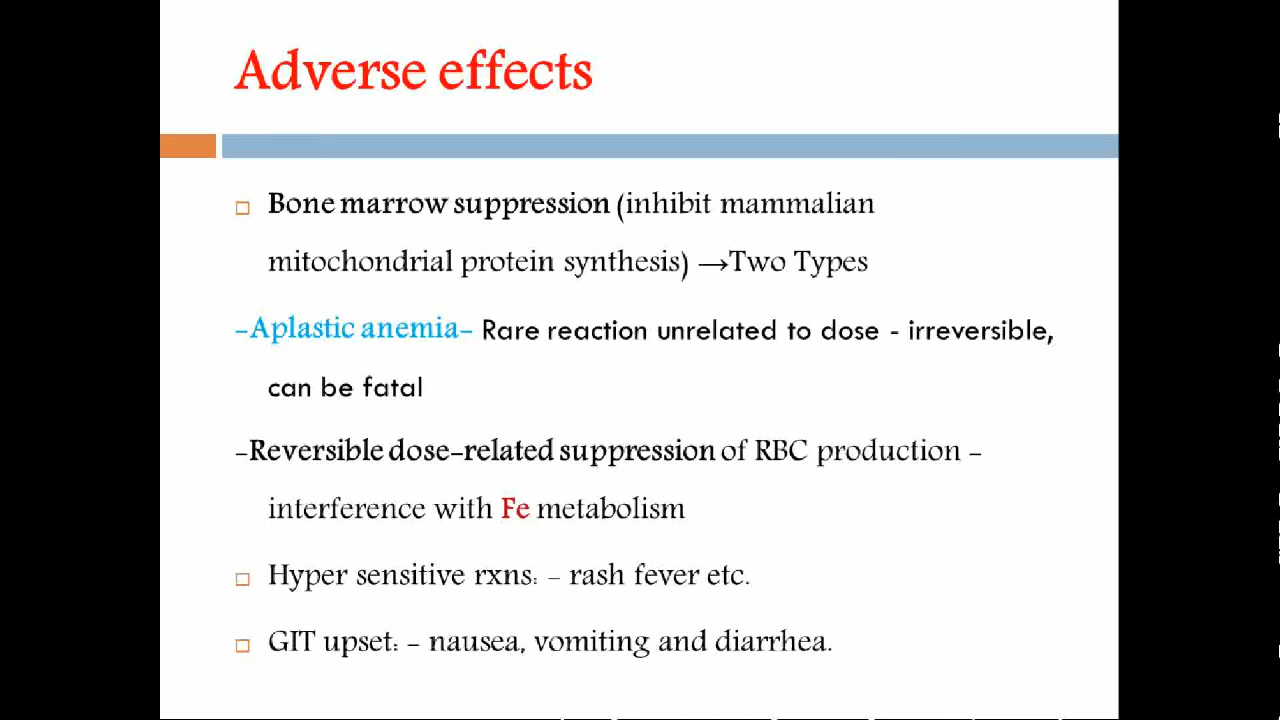 Adverse effects
Bone marrow suppression (inhibit mammalian
mitochondrial protein synthesis) →Two Types
-Aplastic anemia- Rare reaction unrelated to dose - irreversible,
can be fatal
-Reversible dose-related suppression of RBC production -
interference with Fe metabolism
Hyper sensitive rxns: - rash fever etc.
GIT upset: - nausea, vomiting and diarrhea.